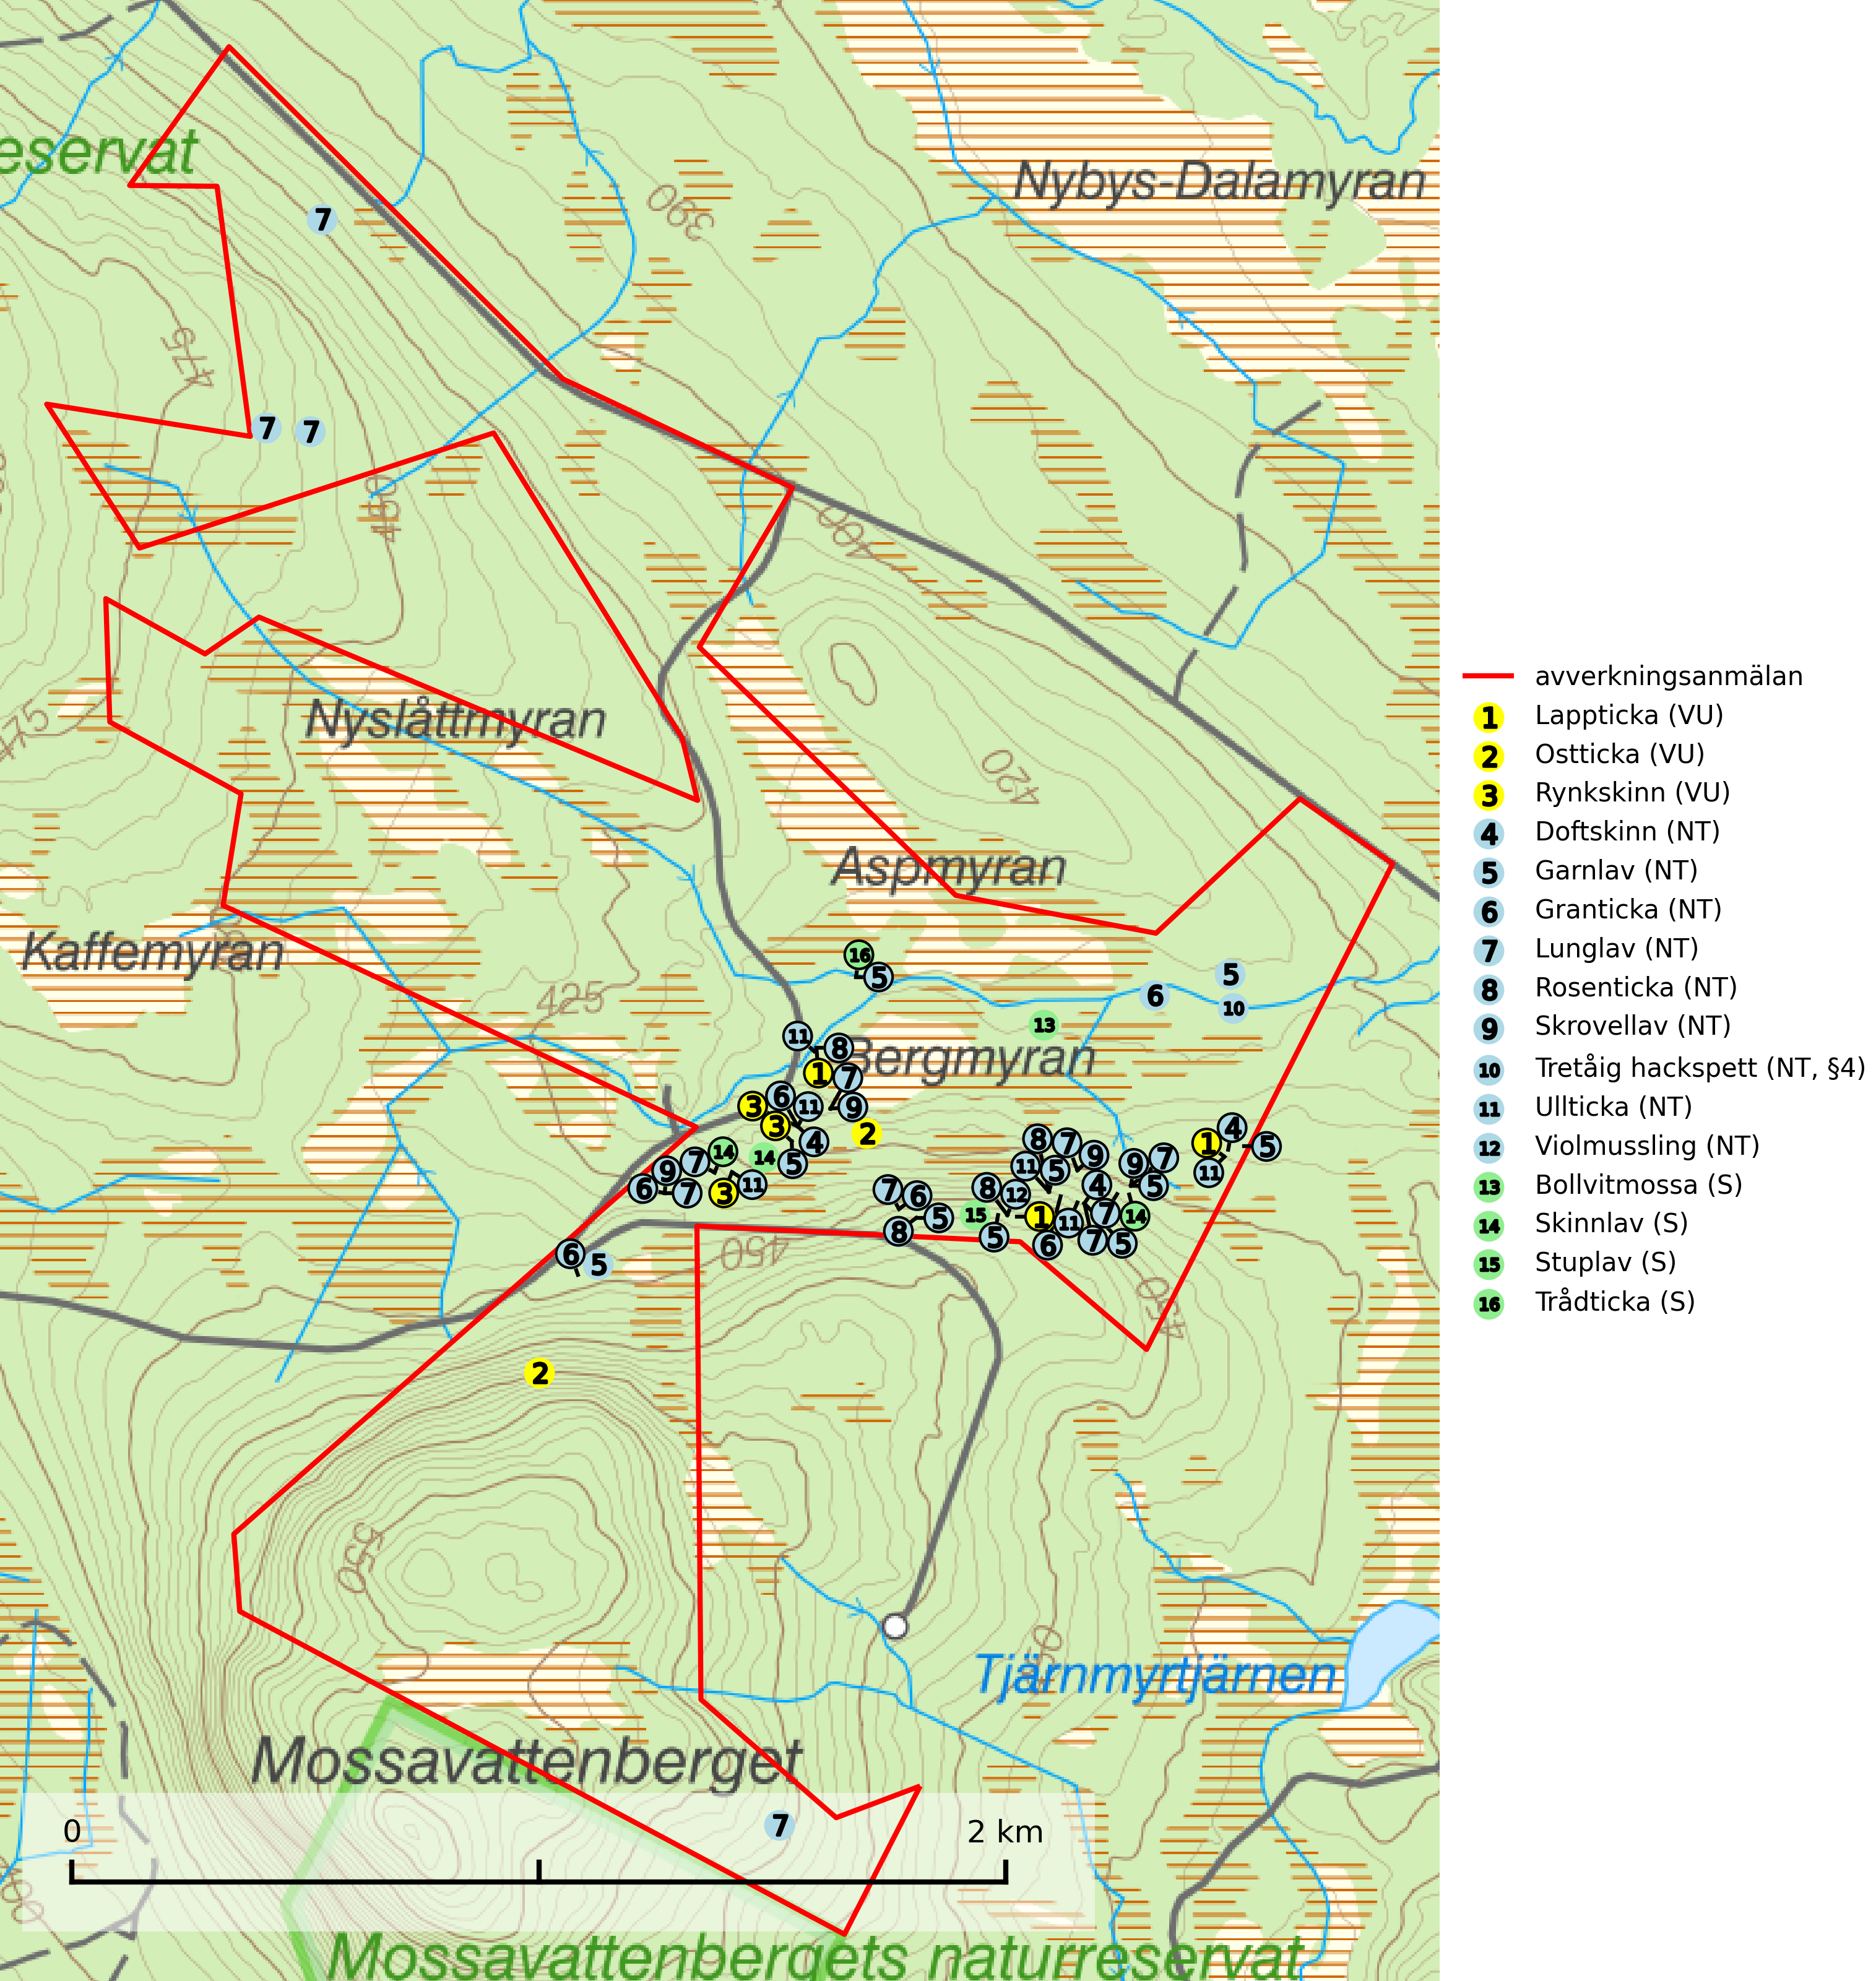 eservat
Nybys-Dalamyran
390
7
475
7 7
450
400
Nyslåttmyran
475
420
Aspmyran
Kaffemyran
425
16
5
5
6
10
13
11
8
Bergmyran
1
7
3 6 11 9
3 4 2
14 14 5
9 7
6 7 3 11
8 7 9
11 5 9 7
1 4 5
11
7 6 8 12 4 5
8 5 15 5 1 11 7 14
6 7 5
6 5
450
450
2
550
450
Tjärnmyrtjärnen
Mossavattenberget
7
0 2 km
400
Mossavattenbergets naturreservat
avverkningsanmälan
1 Lappticka (VU)
2 Ostticka (VU)
3 Rynkskinn (VU)
4 Doftskinn (NT)
5 Garnlav (NT)
6 Granticka (NT)
7 Lunglav (NT)
8 Rosenticka (NT)
9 Skrovellav (NT)
10 Tretåig hackspett (NT, §4)
11 Ullticka (NT)
12 Violmussling (NT)
13 Bollvitmossa (S)
14 Skinnlav (S)
15 Stuplav (S)
16 Trådticka (S)